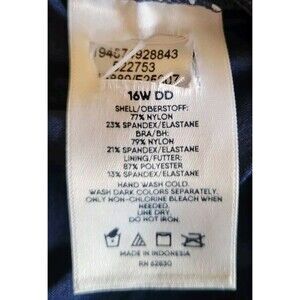 16W DD
SHELL/OBERSTOFF:
77% NYLON
23% SPANDEX/ELASTANE
BRA/BH:
79% NYLON
21% SPANDEX/ELASTANE
LINING/FUTTER:
87% POLYESTER
13% SPANDEX/ELASTANE
HAND WASH COLD.
WASH DARK COLORS SEPARATELY.
ONLY NON-CHLORINE BLEACH WHEN
NEEDED.
LINE DRY.
DO NOT IRON.
MADE IN INDONESIA
RN 62830